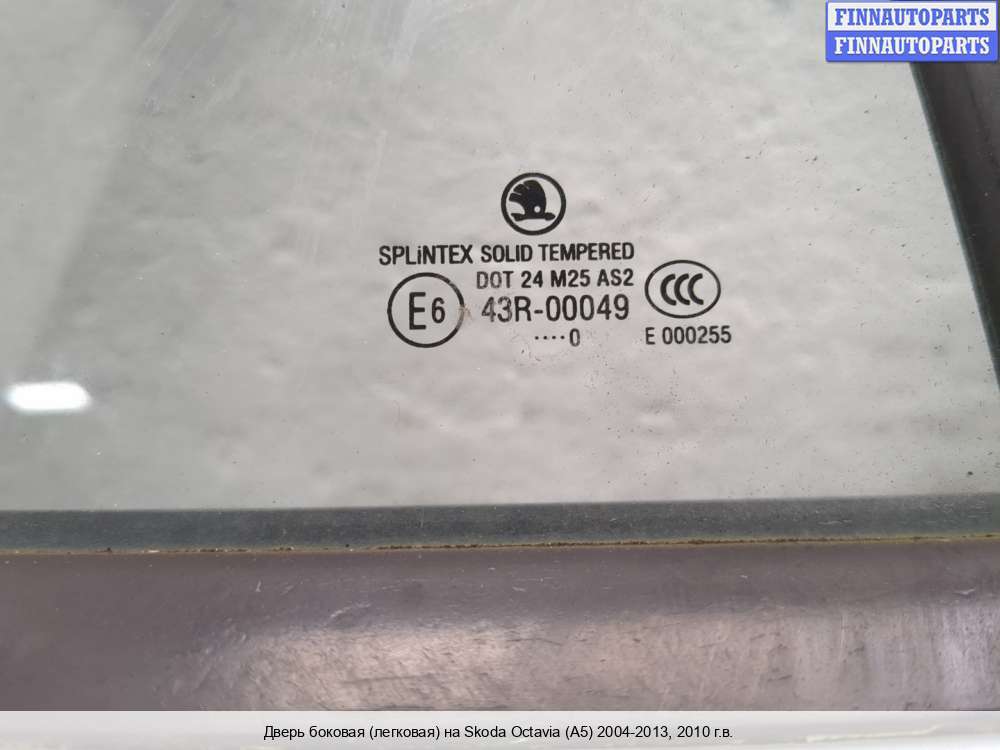 FINNAUTOPARTS
FINNAUTOPARTS
SPLiNTEX SOLID TEMPERED
DOT 24 M25 AS2
E6 43R-00049 CCC
....0 E 000255
Дверь боковая (легковая) на Skoda Octavia (A5) 2004-2013, 2010 г.в.